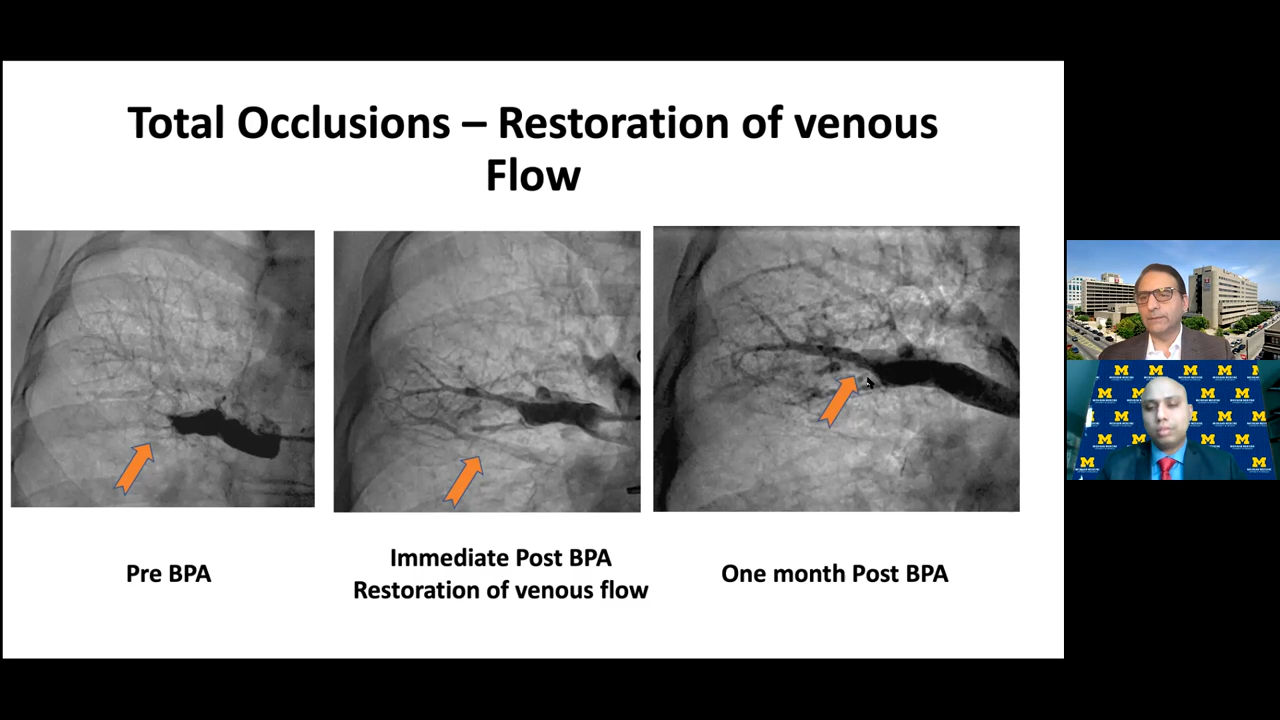 Total Occlusions – Restoration of venous
Flow
Pre BPA
Immediate Post BPA
Restoration of venous flow
One month Post BPA